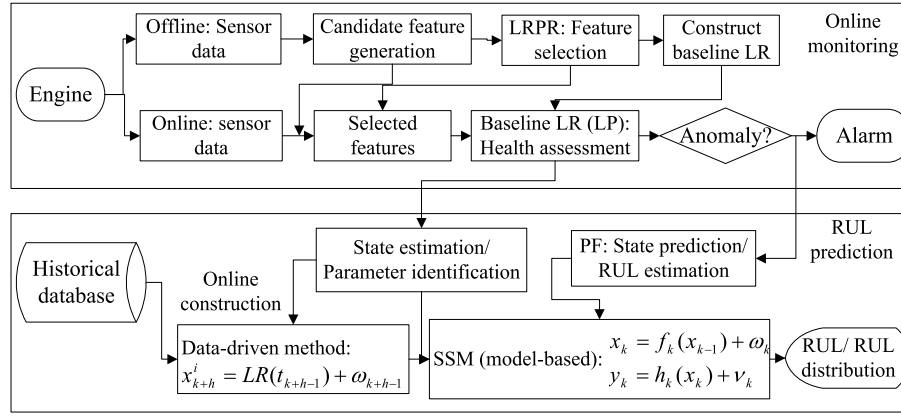 Offline: Sensor
data
Candidate feature
generation
LRPR: Feature
selection
Construct
baseline LR
Online
monitoring
Engine
Online: sensor
data
Selected
features
Baseline LR (LP):
Health assessment
Anomaly?
Alarm
RUL
prediction
Historical
database
State estimation/
Parameter identification
PF: State prediction/
RUL estimation
Online
construction
Data-driven method:
x^i_{k+h} = LR(t_{k+h-1}) + ω_{k+h-1}
SSM (model-based):
x_k = f_k(x_{k-1}) + ω_k
y_k = h_k(x_k) + ν_k
RUL/ RUL
distribution